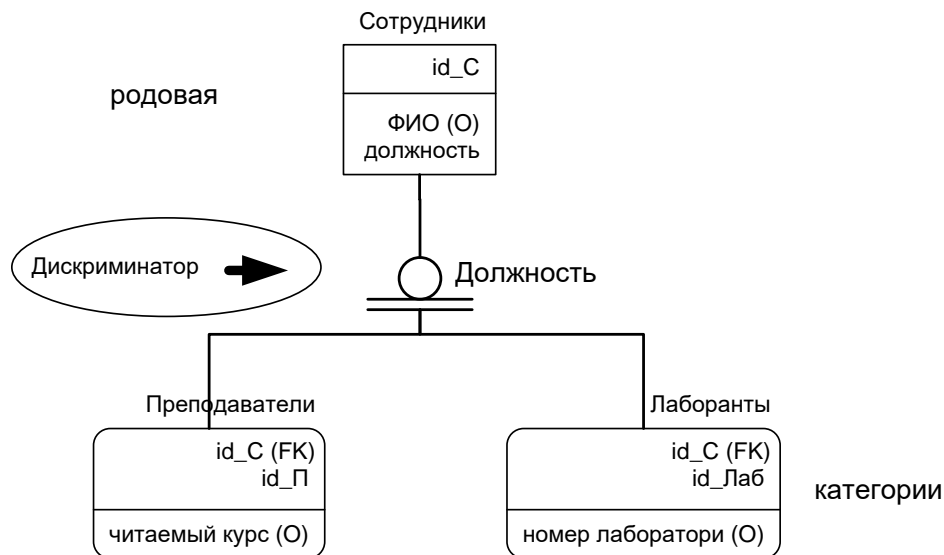 Сотрудники
id_C
родовая
ФИО (О)
должность
Дискриминатор
Должность
Преподаватели
Лаборанты
id_C (FK)
id_П
id_C (FK)
id_Лаб
категории
читаемый курс (О)
номер лаборатори (О)